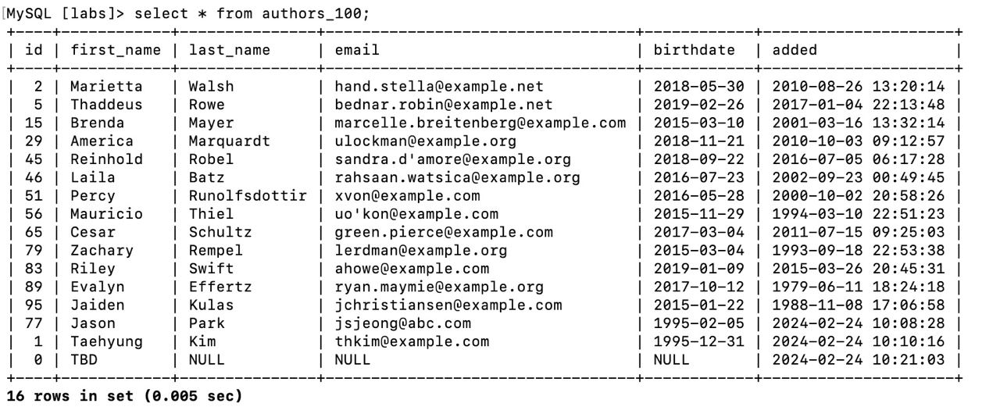 MySQL [labs]> select * from authors_100;
+----+------------+----------------+----------------------------------+------------+---------------------+
| id | first_name | last_name | email | birthdate | added |
+----+------------+----------------+----------------------------------+------------+---------------------+
| 2 | Marietta | Walsh | hand.stella@example.net | 2018-05-30 | 2010-08-26 13:20:14 |
| 5 | Thaddeus | Rowe | bednar.robin@example.net | 2019-02-26 | 2017-01-04 22:13:48 |
| 15 | Brenda | Mayer | marcelle.breitenberg@example.com | 2015-03-10 | 2001-03-16 13:32:14 |
| 29 | America | Marquardt | ulockman@example.org | 2018-11-21 | 2010-10-03 09:12:57 |
| 45 | Reinhold | Robel | sandra.d'amore@example.org | 2018-09-22 | 2016-07-05 06:17:28 |
| 46 | Laila | Batz | rahsaan.watsica@example.org | 2016-07-23 | 2002-09-23 00:49:45 |
| 51 | Percy | Runolfsdottir | xvon@example.com | 2016-05-28 | 2000-10-02 20:58:26 |
| 56 | Mauricio | Thiel | uo'kon@example.com | 2015-11-29 | 1994-03-10 22:51:23 |
| 65 | Cesar | Schultz | green.pierce@example.com | 2017-03-04 | 2011-07-15 09:25:03 |
| 79 | Zachary | Rempel | lerdman@example.org | 2015-03-04 | 1993-09-18 22:53:38 |
| 83 | Riley | Swift | ahowe@example.com | 2019-01-09 | 2015-03-26 20:45:31 |
| 89 | Evalyn | Effertz | ryan.maymie@example.org | 2017-10-12 | 1979-06-11 18:24:18 |
| 95 | Jaiden | Kulas | jchristiansen@example.com | 2015-01-22 | 1988-11-08 17:06:58 |
| 77 | Jason | Park | jsjeong@abc.com | 1995-02-05 | 2024-02-24 10:08:28 |
| 1 | Taehyung | Kim | thkim@example.com | 1995-12-31 | 2024-02-24 10:10:16 |
| 0 | TBD | NULL | NULL | NULL | 2024-02-24 10:21:03 |
+----+------------+----------------+----------------------------------+------------+---------------------+
16 rows in set (0.005 sec)